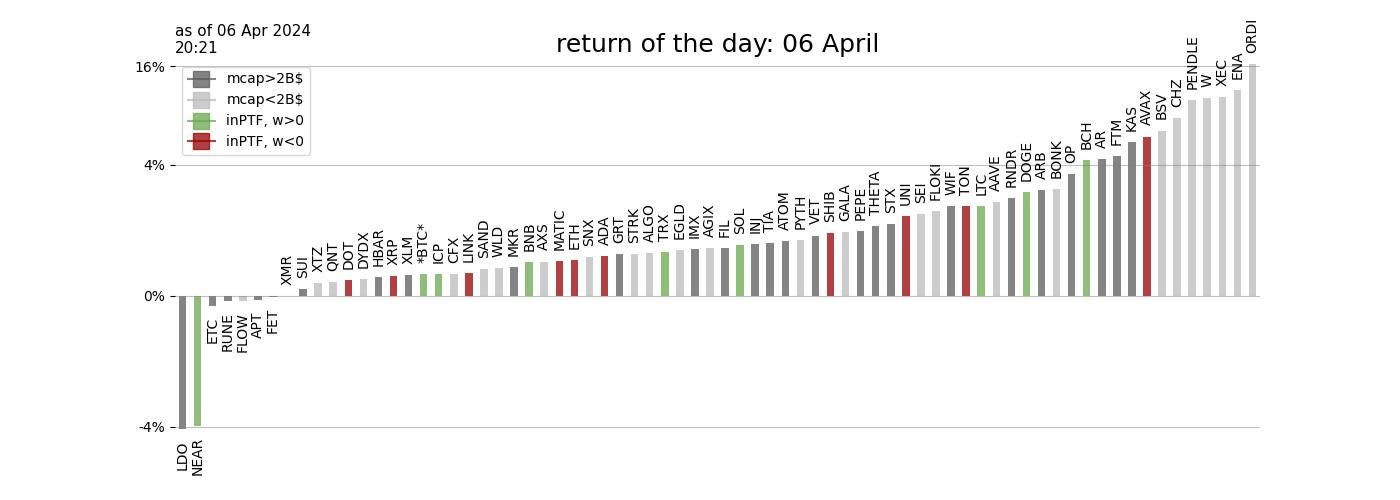 as of 06 Apr 2024
20:21
return of the day: 06 April
16%
4%
0%
-4%
mcap>2B$
mcap<2B$
inPTF, w>0
inPTF, w<0
LDO
NEAR
ETC
RUNE
FLOW
APT
FET
XMR
SUI
XTZ
QNT
DOT
DYDX
HBAR
XRP
XLM
*BTC*
ICP
CFX
LINK
SAND
WLD
MKR
BNB
AXS
MATIC
ETH
SNX
ADA
GRT
STRK
ALGO
TRX
EGLD
IMX
AGIX
FIL
SOL
INJ
TIA
ATOM
PYTH
VET
SHIB
GALA
PEPE
THETA
STX
UNI
SEI
FLOKI
WIF
TON
LTC
AAVE
RNDR
DOGE
ARB
BONK
OP
BCH
AR
FTM
KAS
AVAX
BSV
CHZ
PENDLE
W
XEC
ENA
ORDI